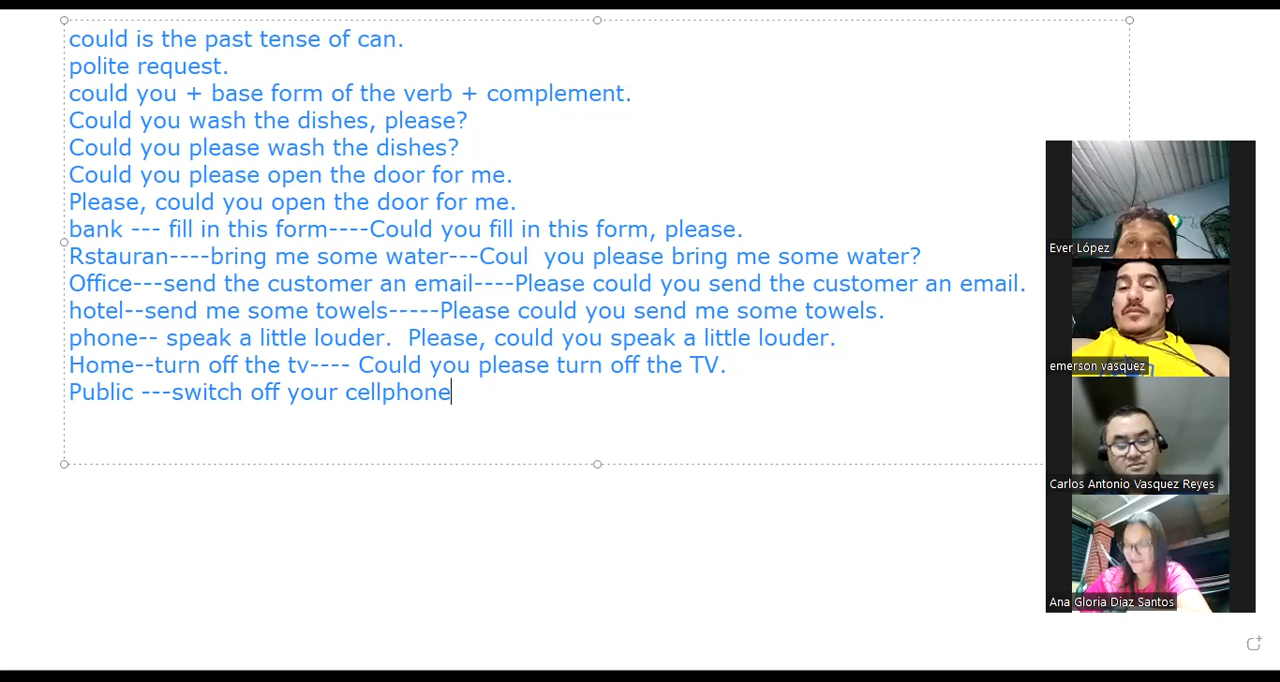 could is the past tense of can.
polite request.
could you + base form of the verb + complement.
Could you wash the dishes, please?
Could you please wash the dishes?
Could you please open the door for me.
Please, could you open the door for me.
bank --- fill in this form----Could you fill in this form, please.
Rstauran----bring me some water---Coul  you please bring me some water?
Office---send the customer an email----Please could you send the customer an email.
hotel--send me some towels-----Please could you send me some towels.
phone-- speak a little louder.  Please, could you speak a little louder.
Home--turn off the tv---- Could you please turn off the TV.
Public ---switch off your cellphone
Ever López
emerson vasquez
Carlos Antonio Vasquez Reyes
Ana Gloria Diaz Santos